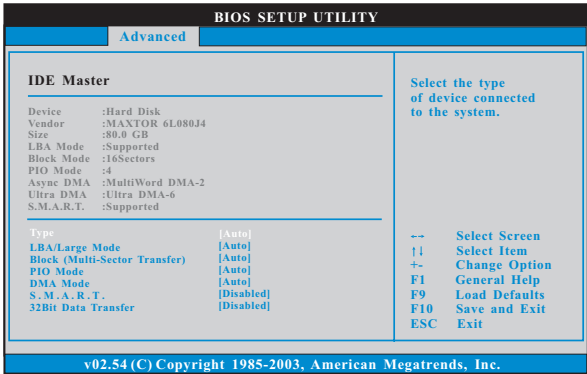 BIOS SETUP UTILITY
Advanced
IDE Master
Device :Hard Disk
Vendor :MAXTOR 6L080J4
Size :80.0 GB
LBA Mode :Supported
Block Mode :16Sectors
PIO Mode :4
Async DMA :MultiWord DMA-2
Ultra DMA :Ultra DMA-6
S.M.A.R.T. :Supported
Type [Auto]
LBA/Large Mode [Auto]
Block (Multi-Sector Transfer) [Auto]
PIO Mode [Auto]
DMA Mode [Auto]
S.M.A.R.T. [Disabled]
32Bit Data Transfer [Disabled]
Select the type
of device connected
to the system.
←→ Select Screen
↑↓ Select Item
+- Change Option
F1 General Help
F9 Load Defaults
F10 Save and Exit
ESC Exit
v02.54 (C) Copyright 1985-2003, American Megatrends, Inc.